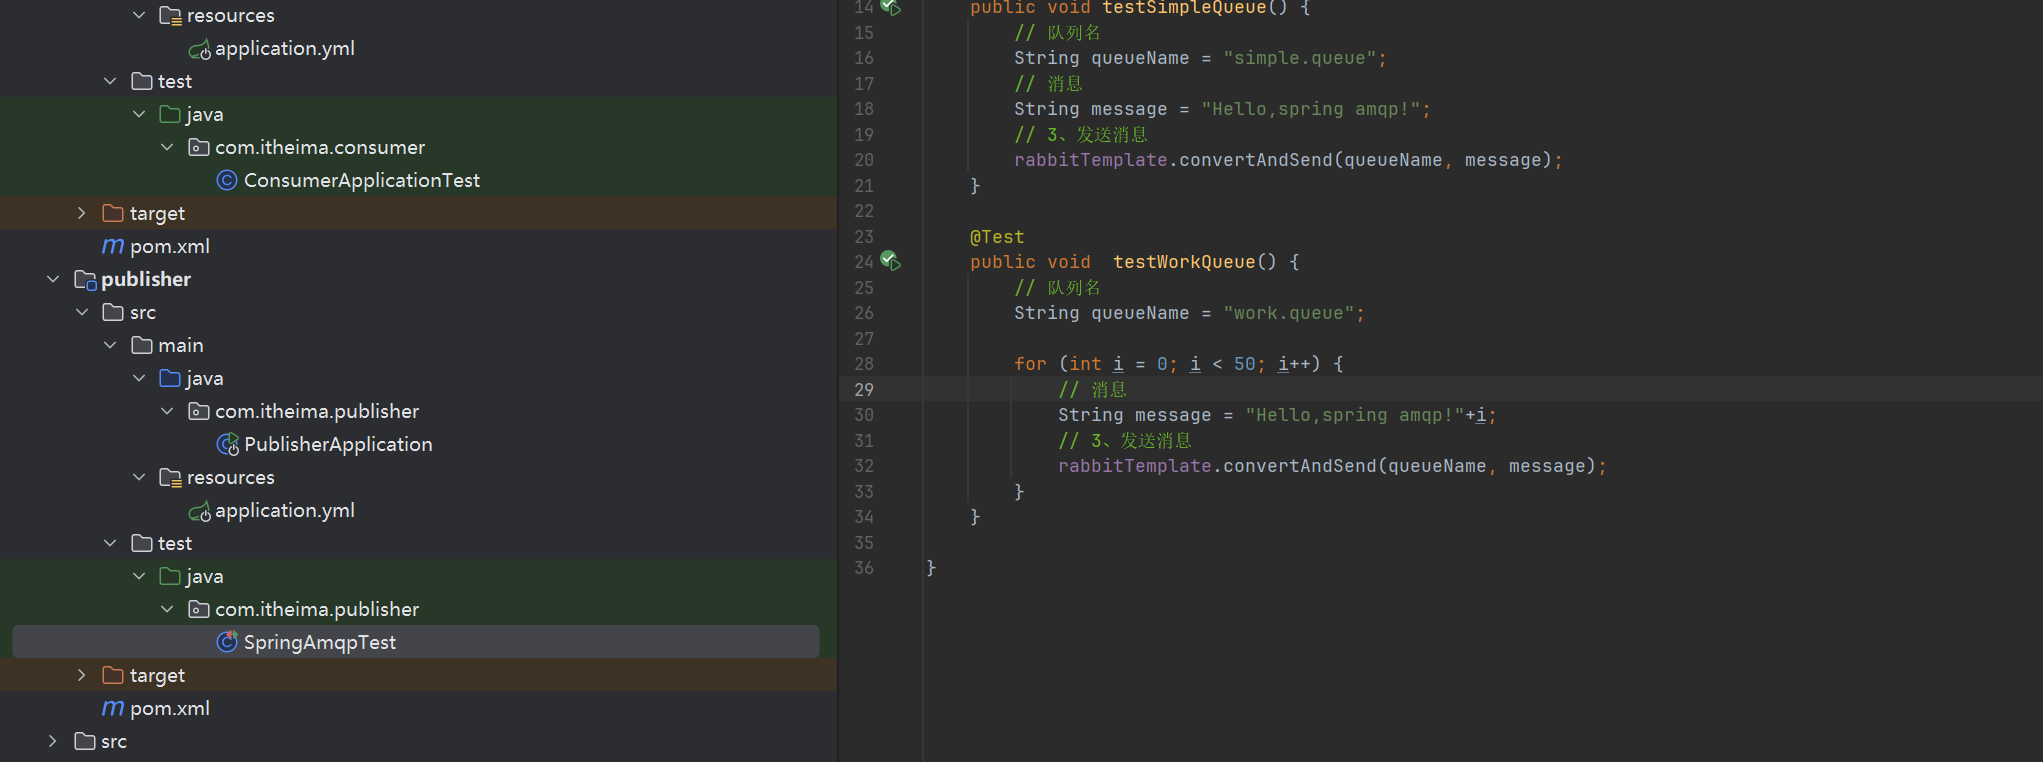 resources
application.yml
test
java
com.itheima.consumer
ConsumerApplicationTest
target
pom.xml
publisher
src
main
java
com.itheima.publisher
PublisherApplication
resources
application.yml
test
java
com.itheima.publisher
SpringAmqpTest
target
pom.xml
src
14 public void testSimpleQueue() {
15 // 队列名
16 String queueName = "simple.queue";
17 // 消息
18 String message = "Hello,spring amqp!";
19 // 3、发送消息
20 rabbitTemplate.convertAndSend(queueName, message);
21 }
22
23 @Test
24 public void  testWorkQueue() {
25 // 队列名
26 String queueName = "work.queue";
27
28 for (int i = 0; i < 50; i++) {
29 // 消息
30 String message = "Hello,spring amqp!"+i;
31 // 3、发送消息
32 rabbitTemplate.convertAndSend(queueName, message);
33 }
34 }
35
36 }